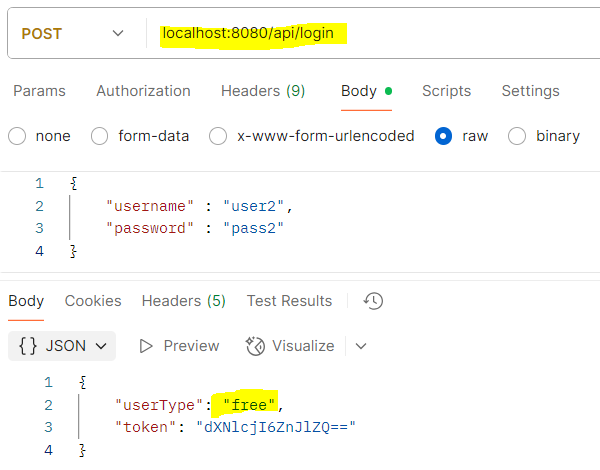 POST localhost:8080/api/login
Params Authorization Headers (9) Body Scripts Settings
none form-data x-www-form-urlencoded raw binary
1 {
2 "username" : "user2",
3 "password" : "pass2"
4 }
Body Cookies Headers (5) Test Results
{} JSON Preview Visualize
1 {
2 "userType": "free",
3 "token": "dXNlcjI6ZnJlZQ=="
4 }